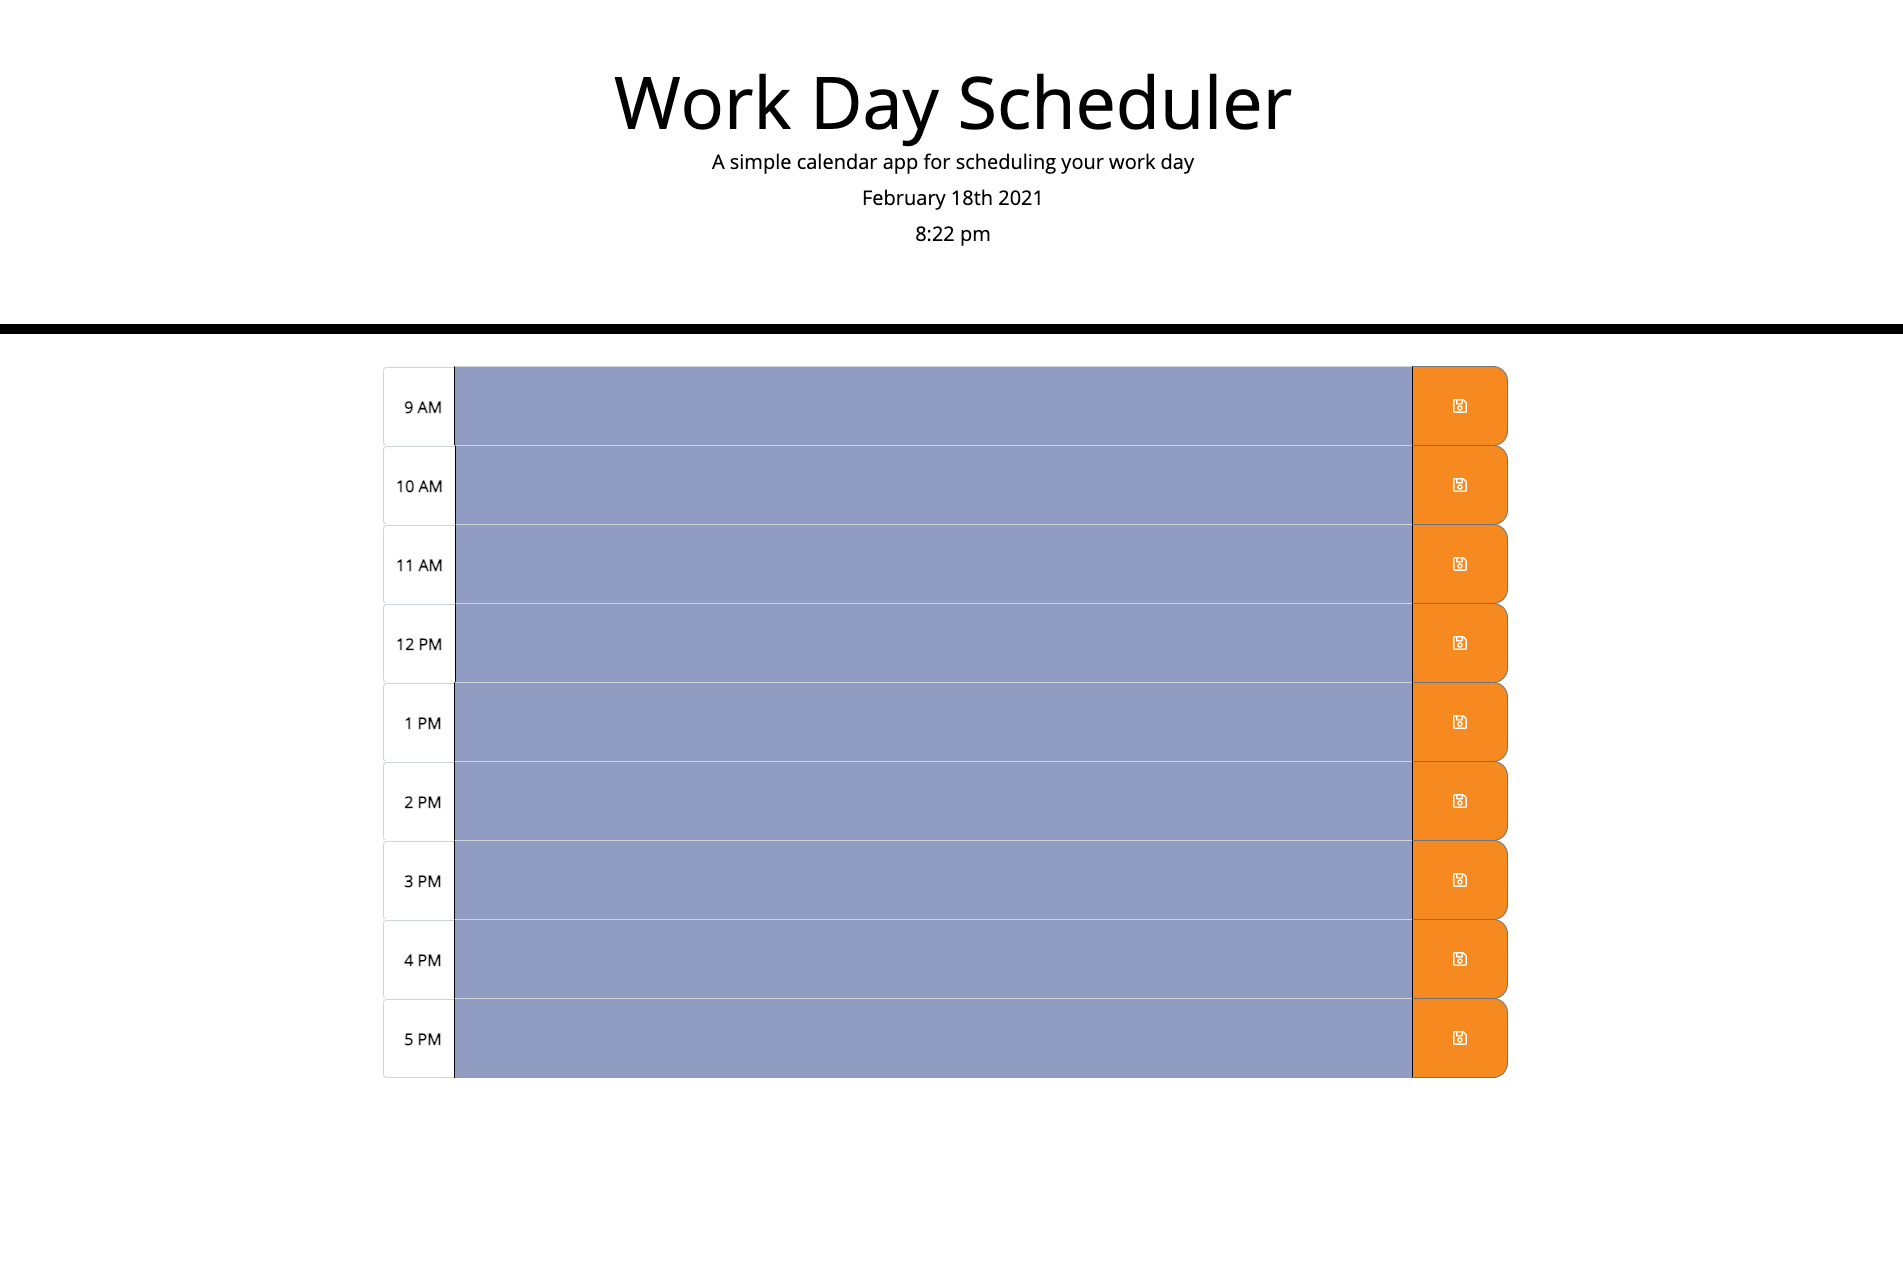 Work Day Scheduler
A simple calendar app for scheduling your work day
February 18th 2021
8:22 pm
9 AM
10 AM
11 AM
12 PM
1 PM
2 PM
3 PM
4 PM
5 PM